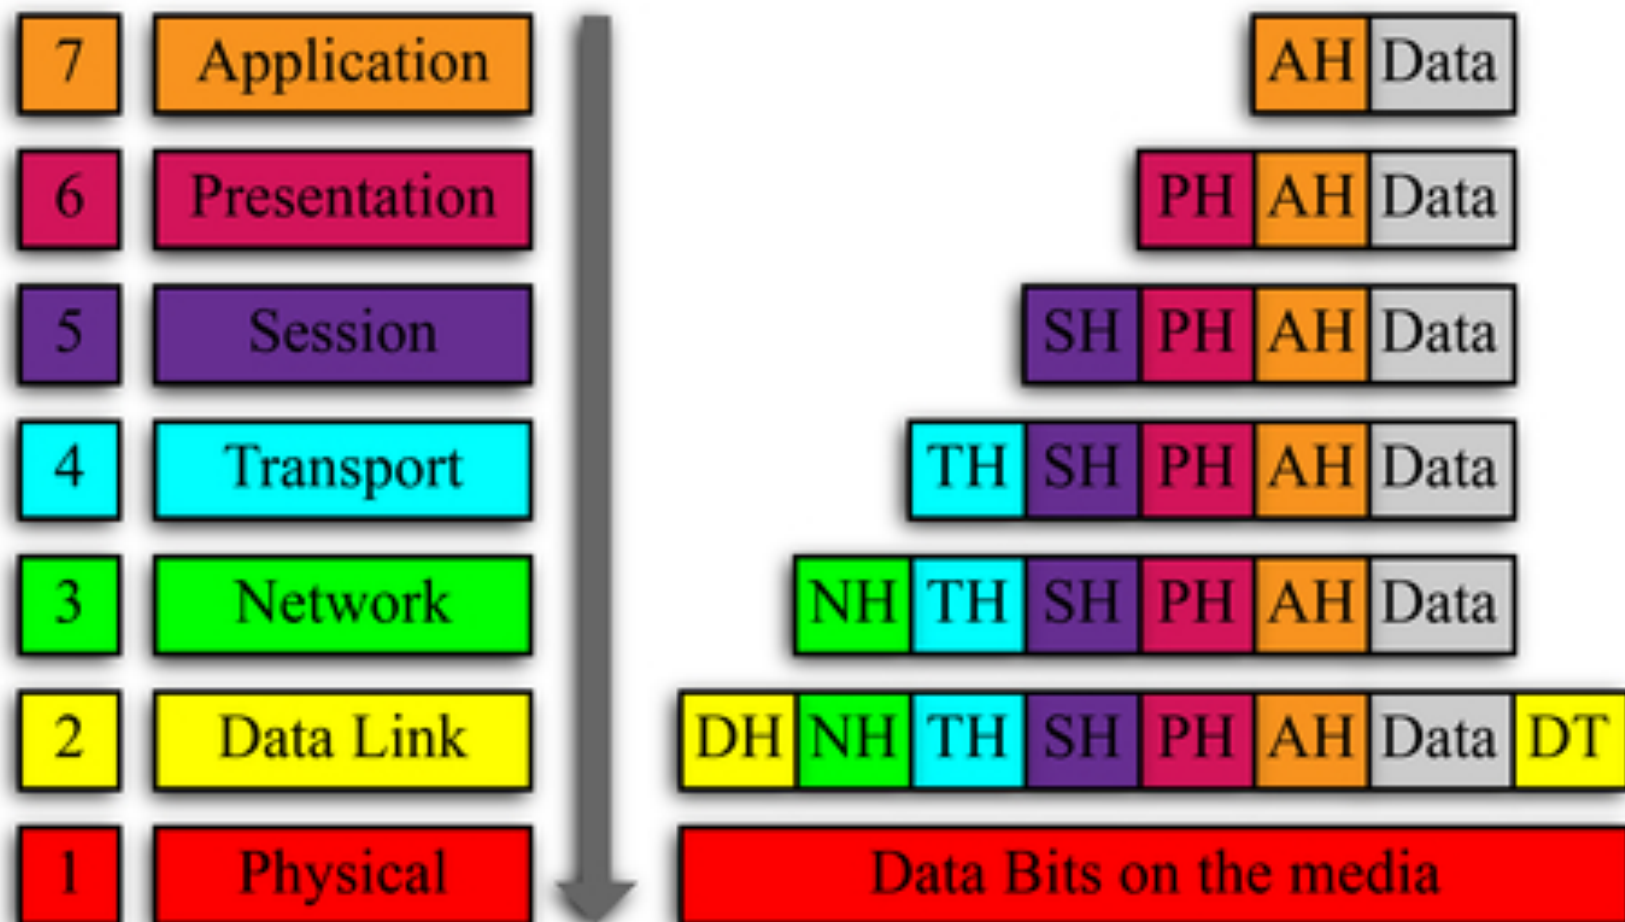 7 Application AH Data
6 Presentation PH AH Data
5 Session SH PH AH Data
4 Transport TH SH PH AH Data
3 Network NH TH SH PH AH Data
2 Data Link DH NH TH SH PH AH Data DT
1 Physical Data Bits on the media